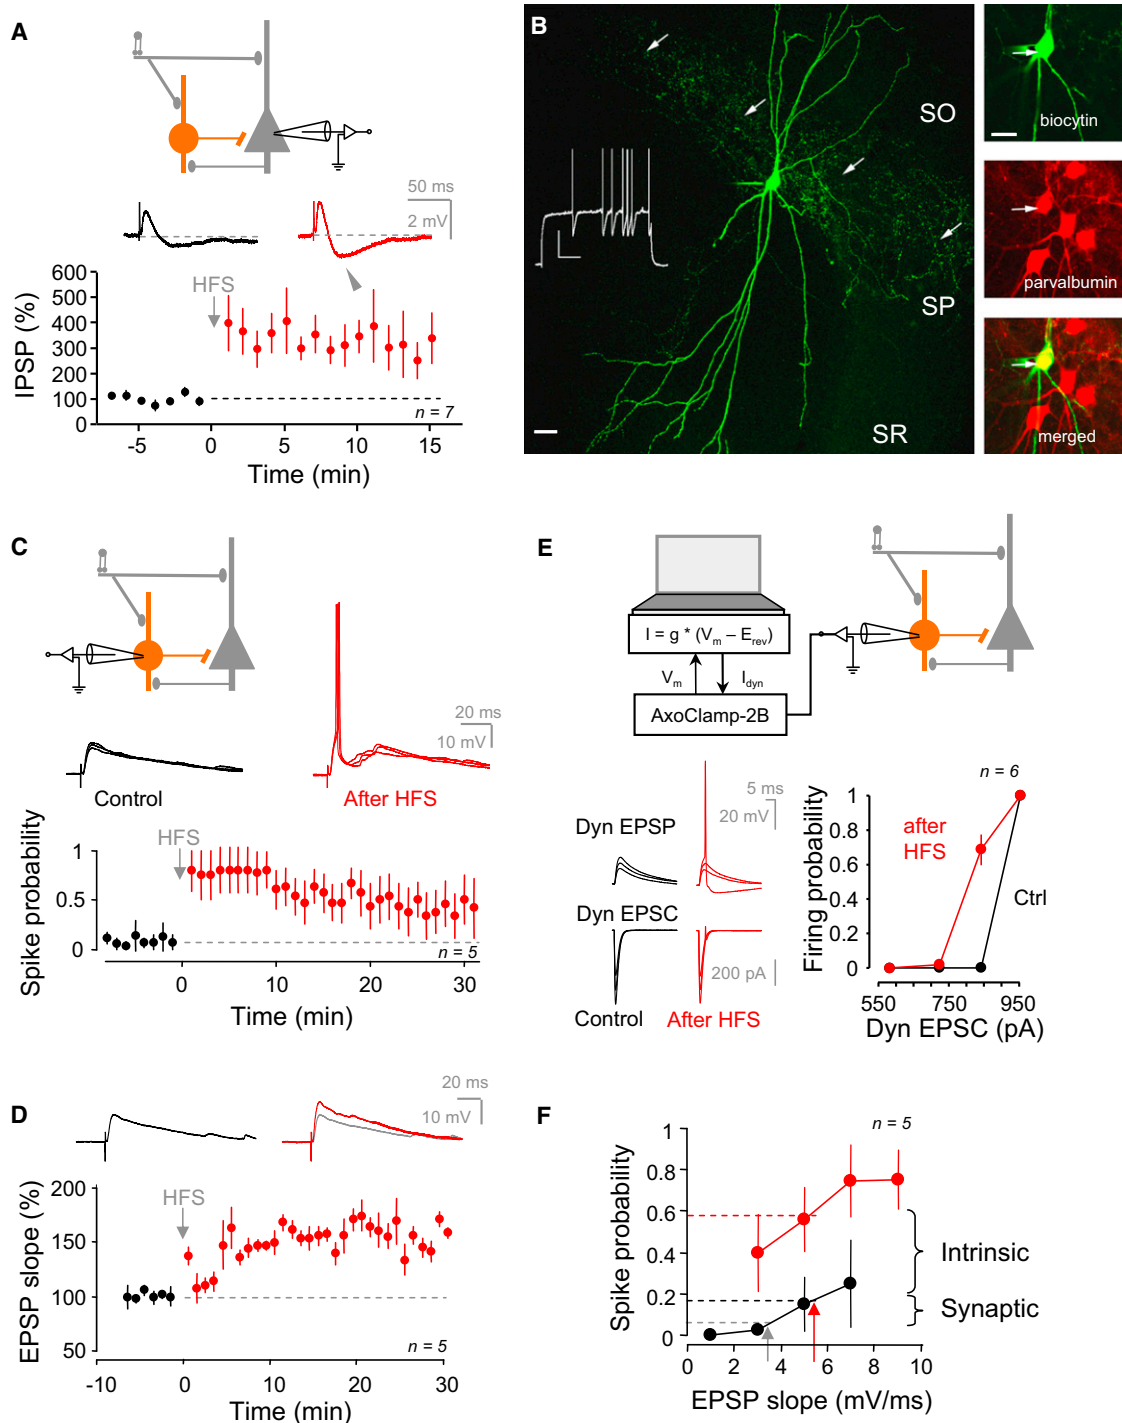 A
50 ms
2 mV
IPSP (%)
600
500
400
300
200
100
0
HFS
n = 7
-5
0
5
10
15
Time (min)
B
SO
SP
SR
biocytin
parvalbumin
merged
C
20 ms
10 mV
Control
After HFS
Spike probability
1
0.5
0
HFS
n = 5
0
10
20
30
Time (min)
D
20 ms
10 mV
EPSP slope (%)
200
150
100
50
HFS
n = 5
-10
0
10
20
30
Time (min)
E
I = g * (Vm – Erev)
Vm
Idyn
AxoClamp-2B
5 ms
20 mV
Dyn EPSP
Dyn EPSC
200 pA
Control
After HFS
n = 6
Firing probability
1
0.8
0.6
0.4
0.2
0
after
HFS
Ctrl
550
750
950
Dyn EPSC (pA)
F
n = 5
Spike probability
1
0.8
0.6
0.4
0.2
0
Intrinsic
Synaptic
0
2
4
6
8
10
EPSP slope (mV/ms)